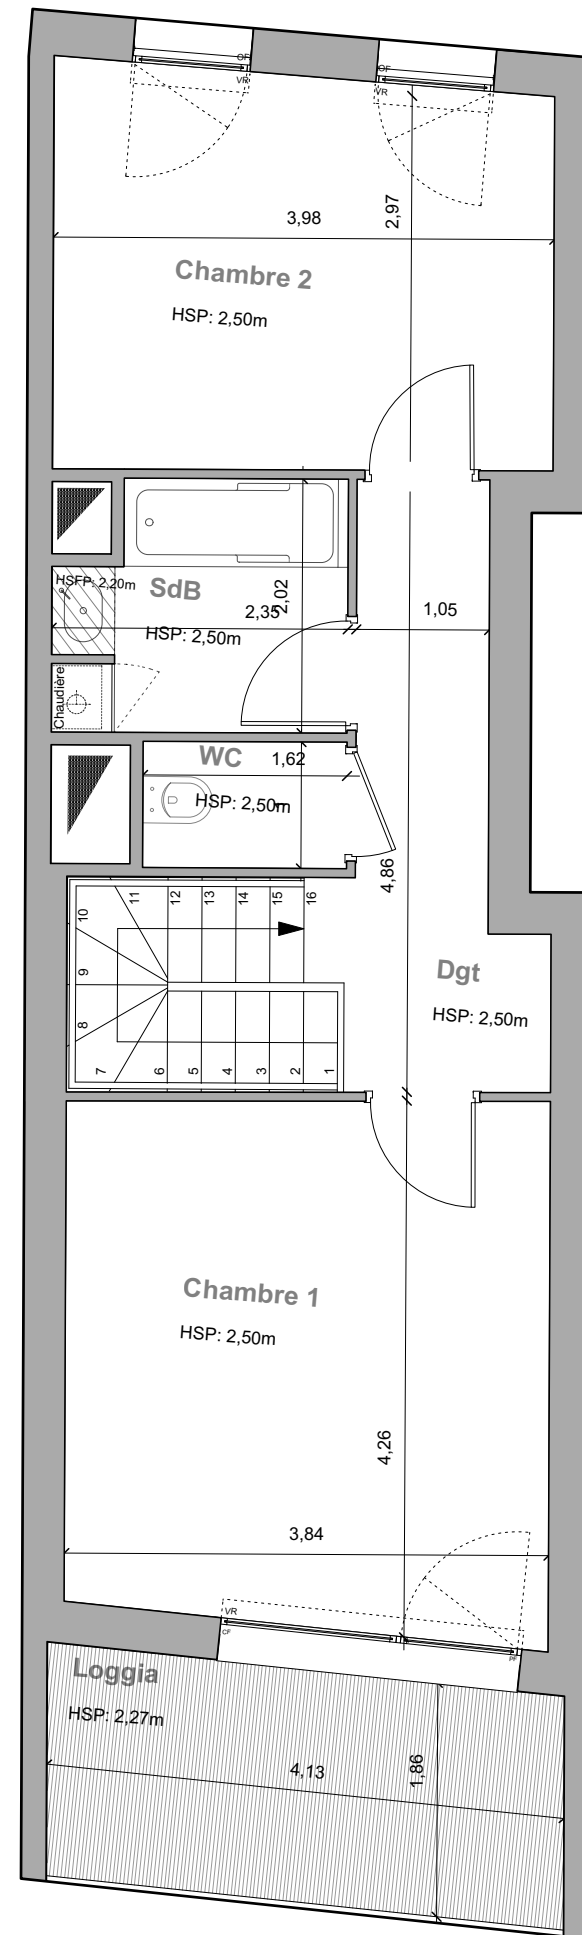 OF
VR
OF
VR
3,98
2,97
Chambre 2
HSP: 2,50m
HSFP: 2,20m
SdB
2,35
2,02
1,05
HSP: 2,50m
Chaudière
WC
1,62
HSP: 2,50m
4,86
10
11
12
13
14
15
16
9
8
7
6
5
4
3
2
1
Dgt
HSP: 2,50m
Chambre 1
HSP: 2,50m
4,26
3,84
VR
CF
PF
Loggia
HSP: 2,27m
4,13
1,86